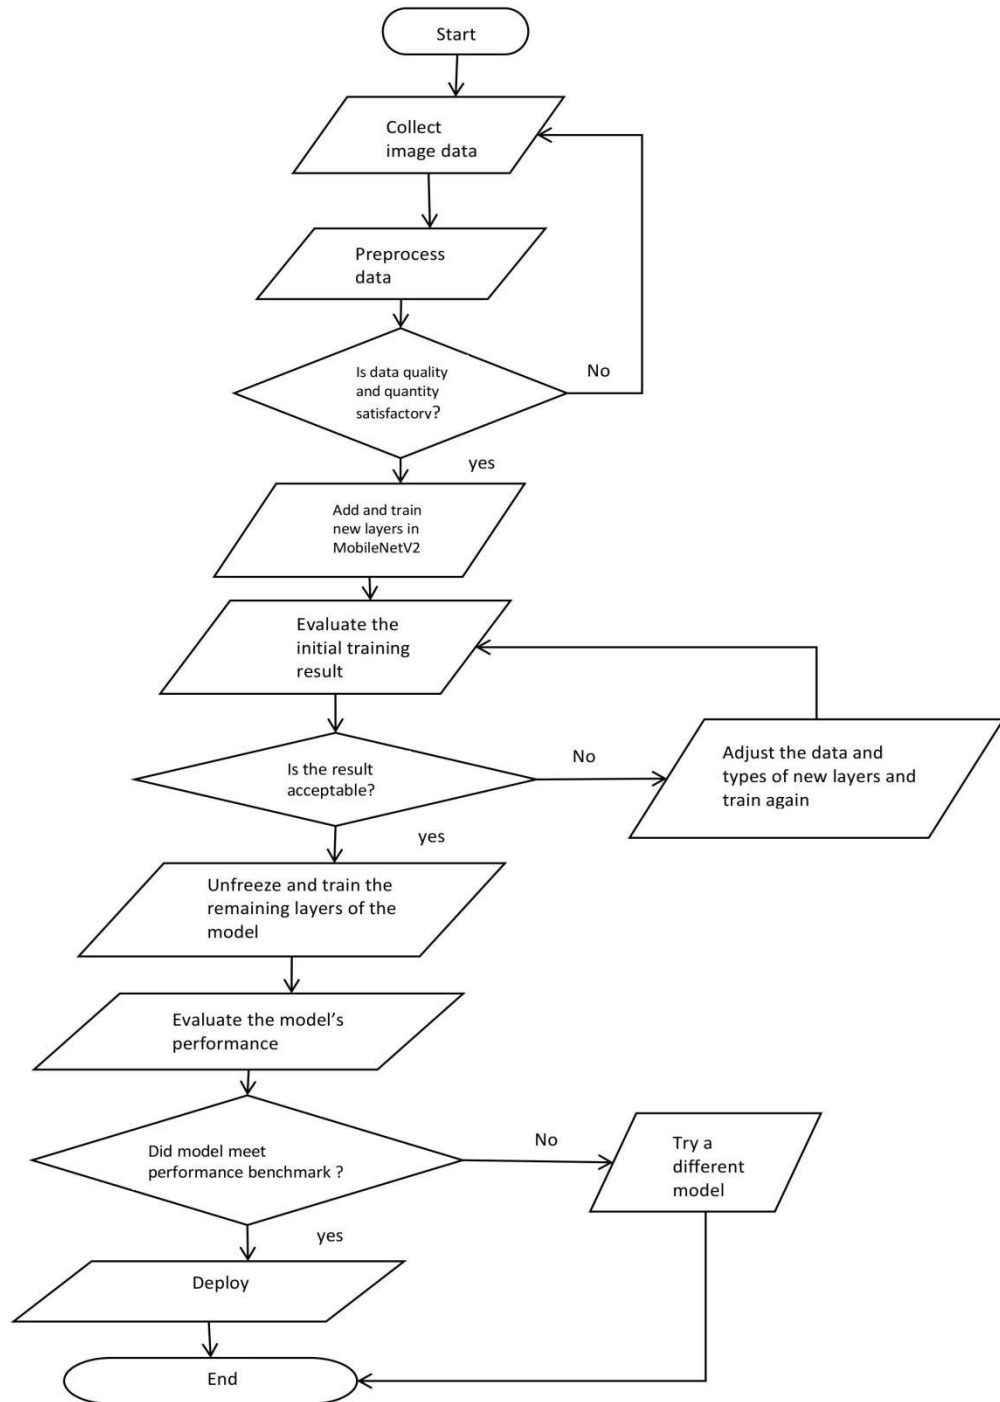 Start
Collect
image data
Preprocess
data
Is data quality
and quantity
satisfactory?
No
yes
Add and train
new layers in
MobileNetV2
Evaluate the
initial training
result
Is the result
acceptable?
No
Adjust the data and
types of new layers and
train again
yes
Unfreeze and train the
remaining layers of the
model
Evaluate the model’s
performance
Did model meet
performance benchmark ?
No
Try a
different
model
yes
Deploy
End